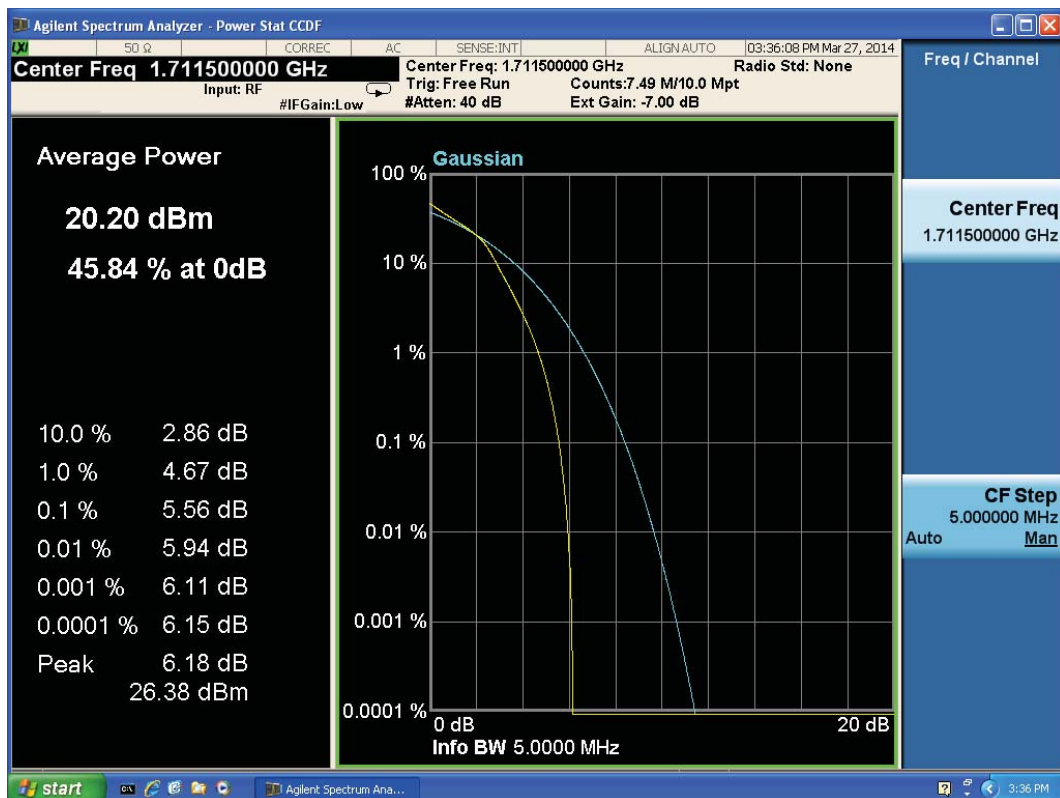 Agilent Spectrum Analyzer - Power Stat CCDF
LXI 50 Ω CORREC AC SENSE:INT ALIGN AUTO 03:36:08 PM Mar 27, 2014
Center Freq 1.711500000 GHz
Input: RF
#IFGain:Low
Center Freq: 1.711500000 GHz Radio Std: None
Trig: Free Run Counts:7.49 M/10.0 Mpt
#Atten: 40 dB Ext Gain: -7.00 dB
Average Power
20.20 dBm
45.84 % at 0dB
10.0 % 2.86 dB
1.0 % 4.67 dB
0.1 % 5.56 dB
0.01 % 5.94 dB
0.001 % 6.11 dB
0.0001 % 6.15 dB
Peak 6.18 dB
26.38 dBm
Gaussian
100 %
10 %
1 %
0.1 %
0.01 %
0.001 %
0.0001 %
0 dB 20 dB
Info BW 5.0000 MHz
Freq / Channel
Center Freq
1.711500000 GHz
CF Step
5.000000 MHz
Auto Man
start Agilent Spectrum Ana... 3:36 PM